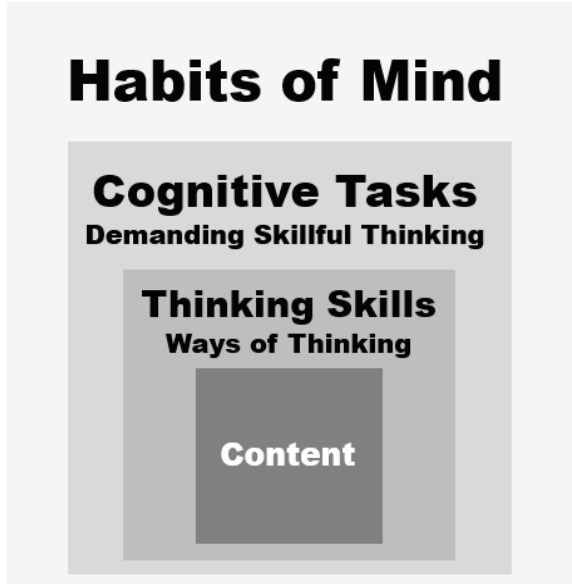 Habits of Mind
Cognitive Tasks
Demanding Skillful Thinking
Thinking Skills
Ways of Thinking
Content